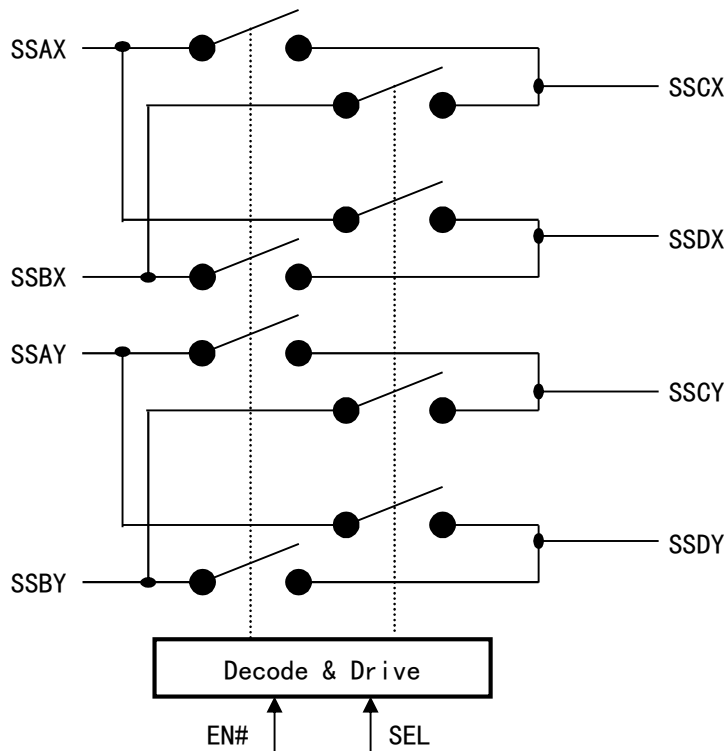 SSAX
SSCX
SSDX
SSBX
SSAY
SSCY
SSDY
SSBY
Decode & Drive
EN#
SEL